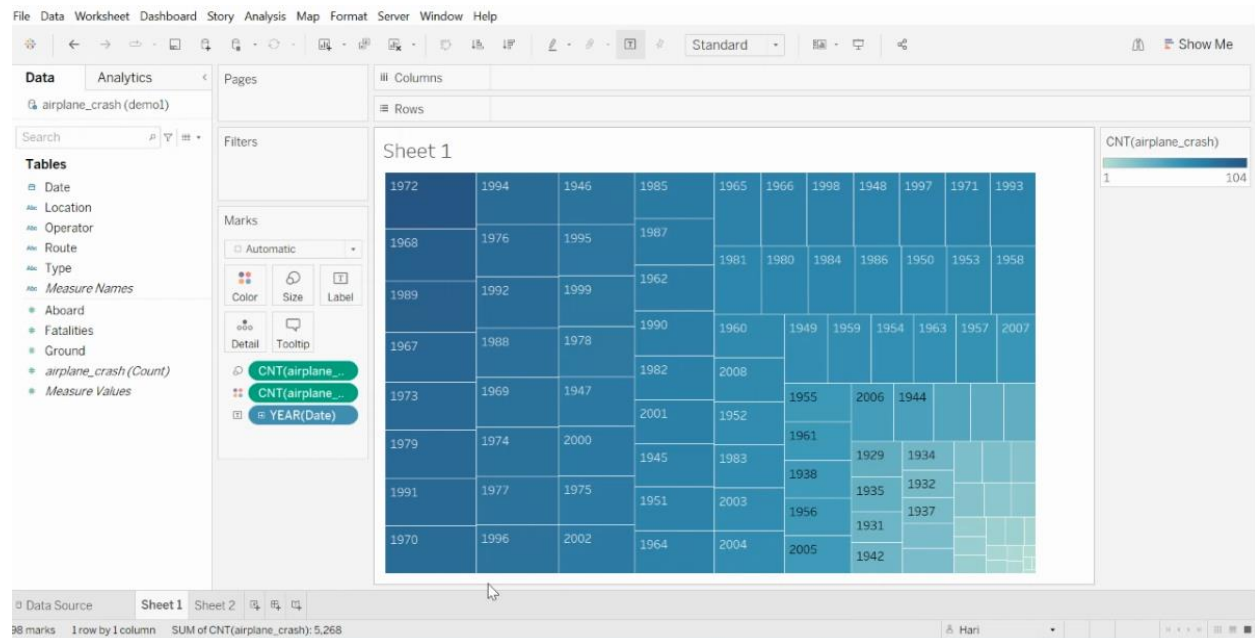 File Data Worksheet Dashboard Story Analysis Map Format Server Window Help
Standard
Show Me
Data Analytics
airplane_crash (demo1)
Search
Tables
Date
Abc Location
Abc Operator
Abc Route
Abc Type
Abc Measure Names
Aboard
Fatalities
Ground
airplane_crash (Count)
Measure Values
Pages
Filters
Marks
Automatic
Color Size Label
Detail Tooltip
CNT(airplane_..
CNT(airplane_..
YEAR(Date)
Columns
Rows
Sheet 1
1972 1994 1946 1985 1965 1966 1998 1948 1997 1971 1993
1968 1976 1995 1987 1981 1980 1984 1986 1950 1953 1958
1989 1992 1999 1962
1967 1988 1978 1990 1960 1949 1959 1954 1963 1957 2007
1973 1969 1947 1982 2008 1955 2006 1944
1979 1974 2000 2001 1952 1961
1991 1977 1975 1945 1983 1938 1929 1934
1970 1996 2002 1951 2003 1956 1935 1932
1964 2004 2005 1931 1937
1942
CNT(airplane_crash)
1 104
Data Source Sheet 1 Sheet 2
98 marks 1 row by 1 column SUM of CNT(airplane_crash): 5,268
Hari